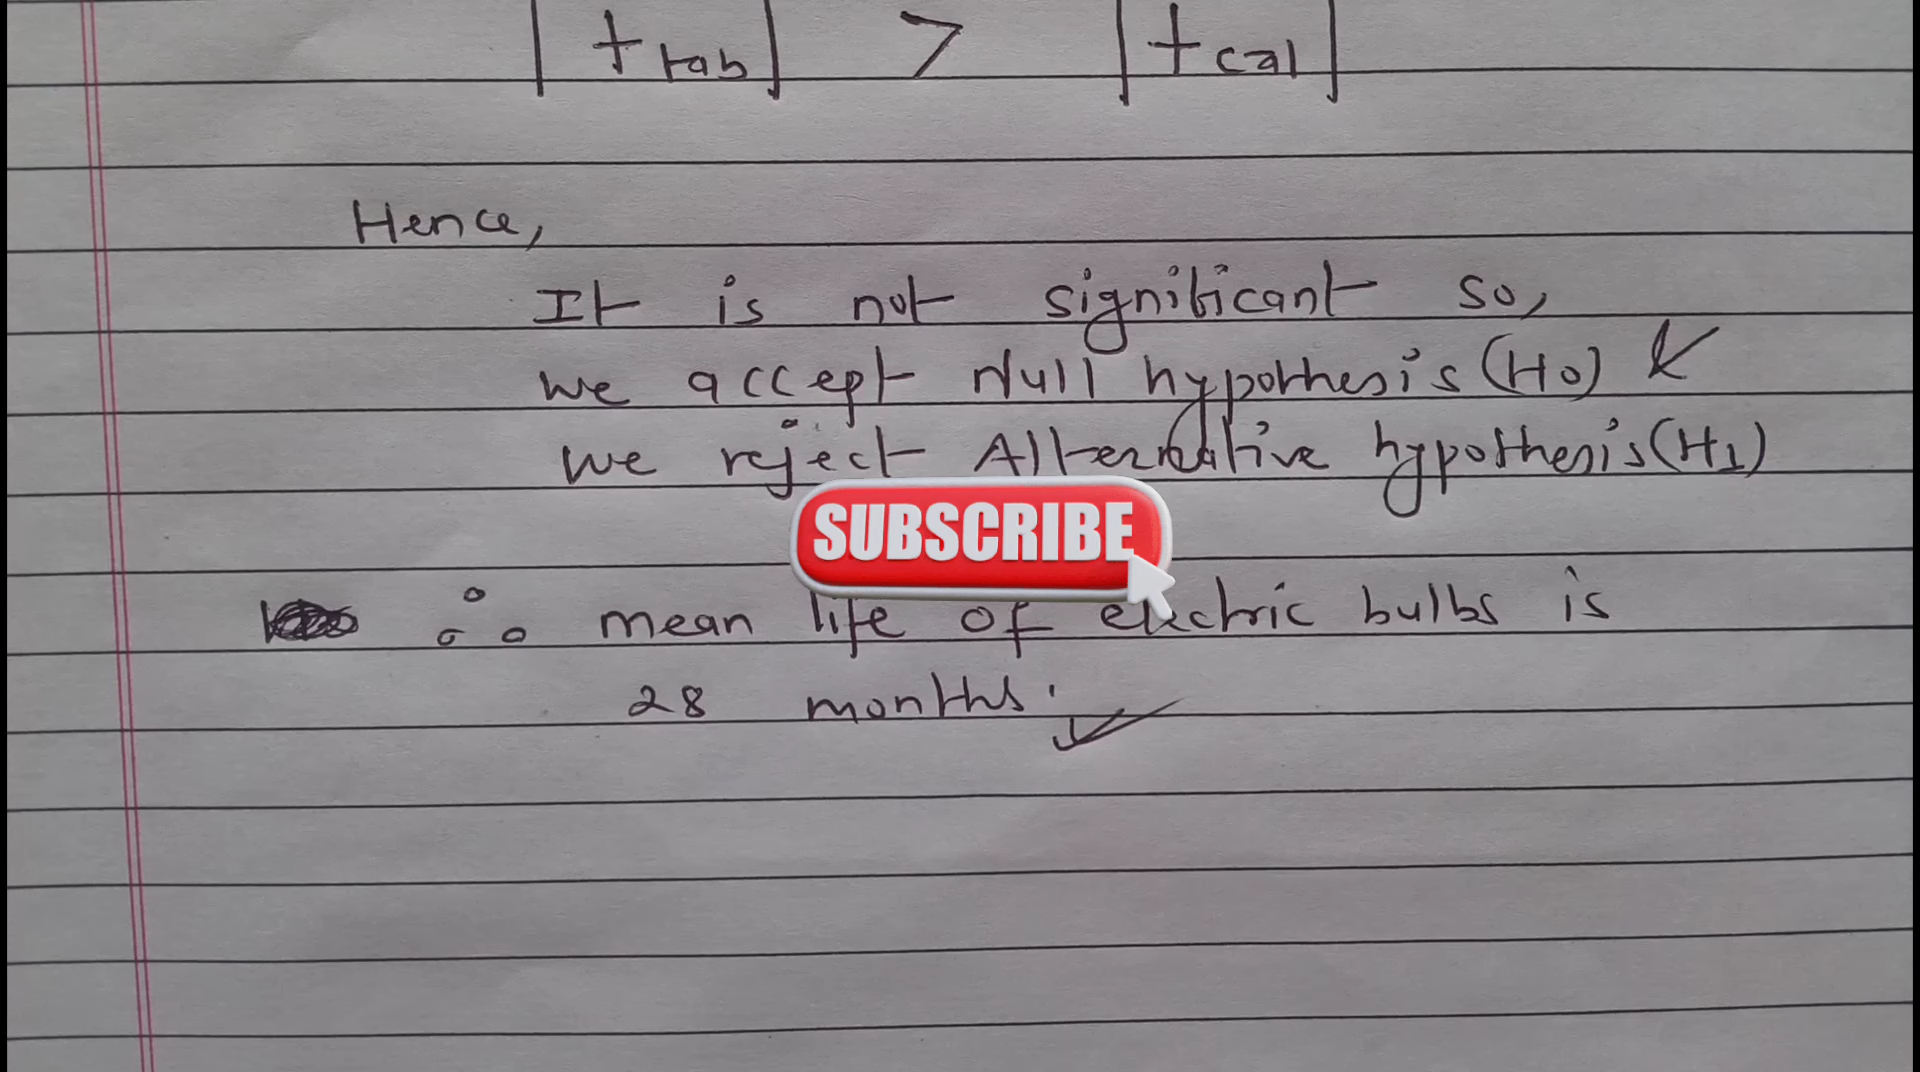 |t tab| > |t cal|
Hence,
It is not significant so,
we accept Null hypothesis (H0) &
we reject Alternative hypothesis (H1)
SUBSCRIBE
∴ mean life of electric bulbs is
28 months.